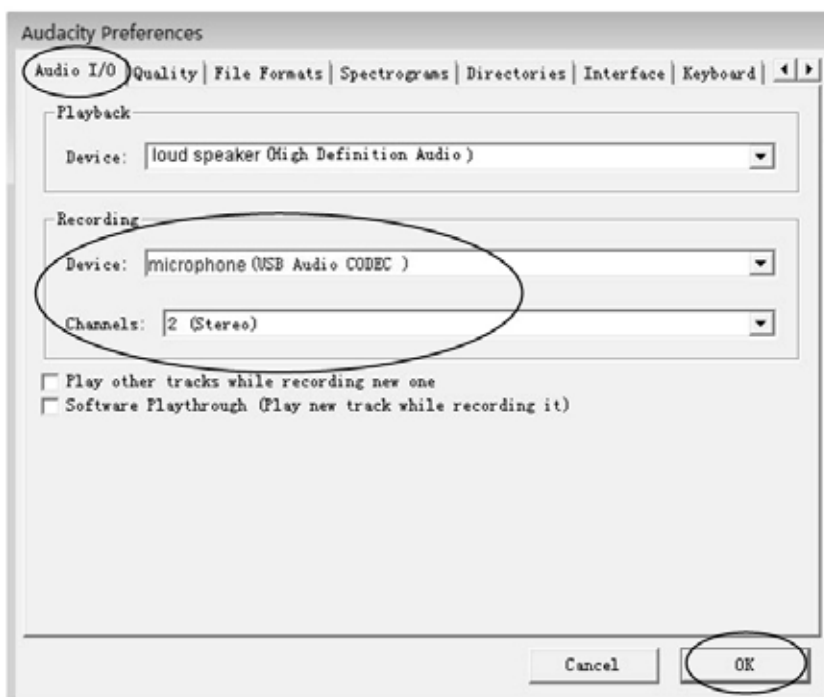 Audacity Preferences
Audio I/O Quality File Formats Spectrograms Directories Interface Keyboard
Playback
Device: loud speaker (High Definition Audio )
Recording
Device: microphone (USB Audio CODEC )
Channels: 2 (Stereo)
Play other tracks while recording new one
Software Playthrough (Play new track while recording it)
Cancel OK